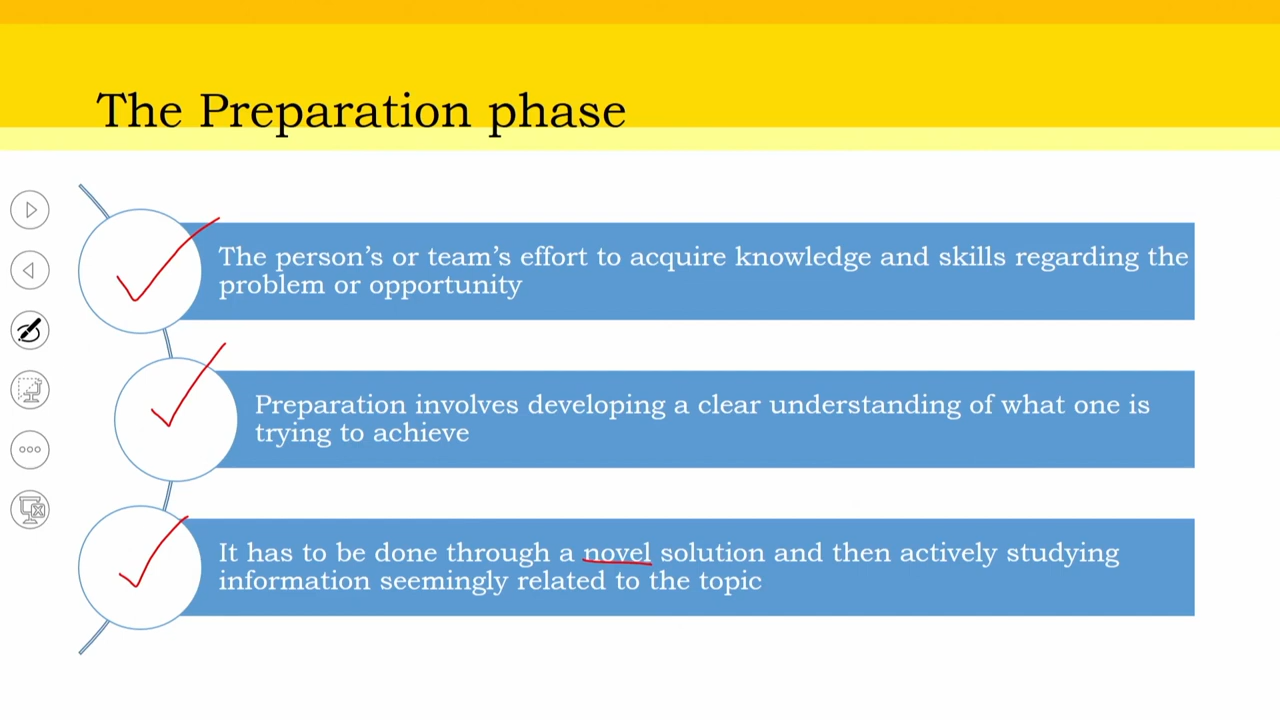 The Preparation phase
The person’s or team’s effort to acquire knowledge and skills regarding the
problem or opportunity
Preparation involves developing a clear understanding of what one is
trying to achieve
It has to be done through a novel solution and then actively studying
information seemingly related to the topic